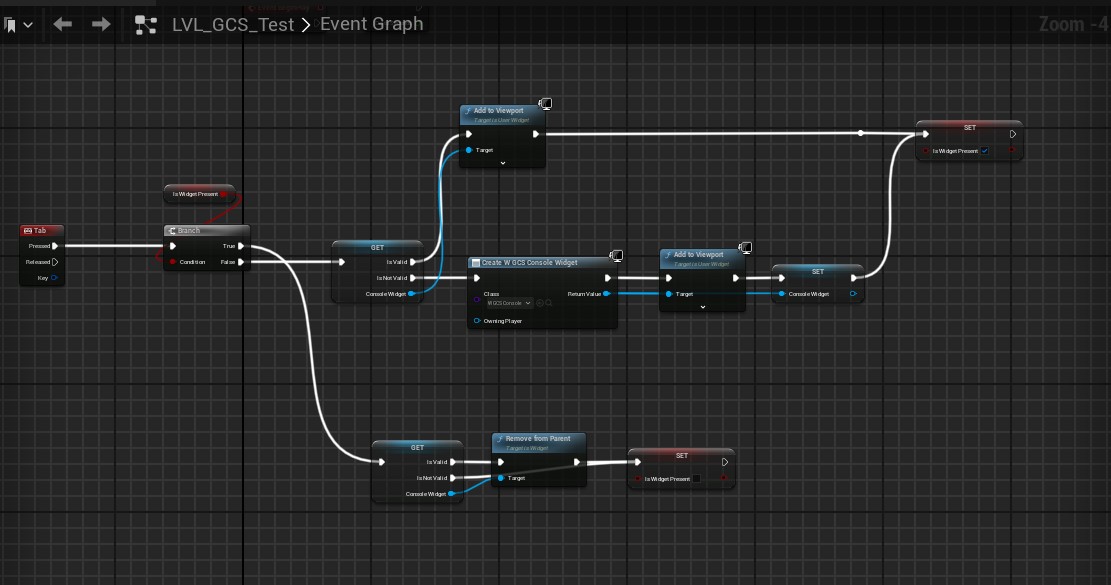 LVL_GCS_Test > Event Graph
Zoom -4
Add to Viewport
Target is User Widget
Target
SET
Is Widget Present
Is Widget Present
Tab
Pressed
Released
Key
Branch
True
Condition
False
GET
Is Valid
Is Not Valid
Console Widget
Create W GCS Console Widget
Class
W GCS Console
Return Value
Owning Player
Add to Viewport
Target is User Widget
Target
SET
Console Widget
GET
Is Valid
Is Not Valid
Console Widget
Remove from Parent
Target is Widget
Target
SET
Is Widget Present